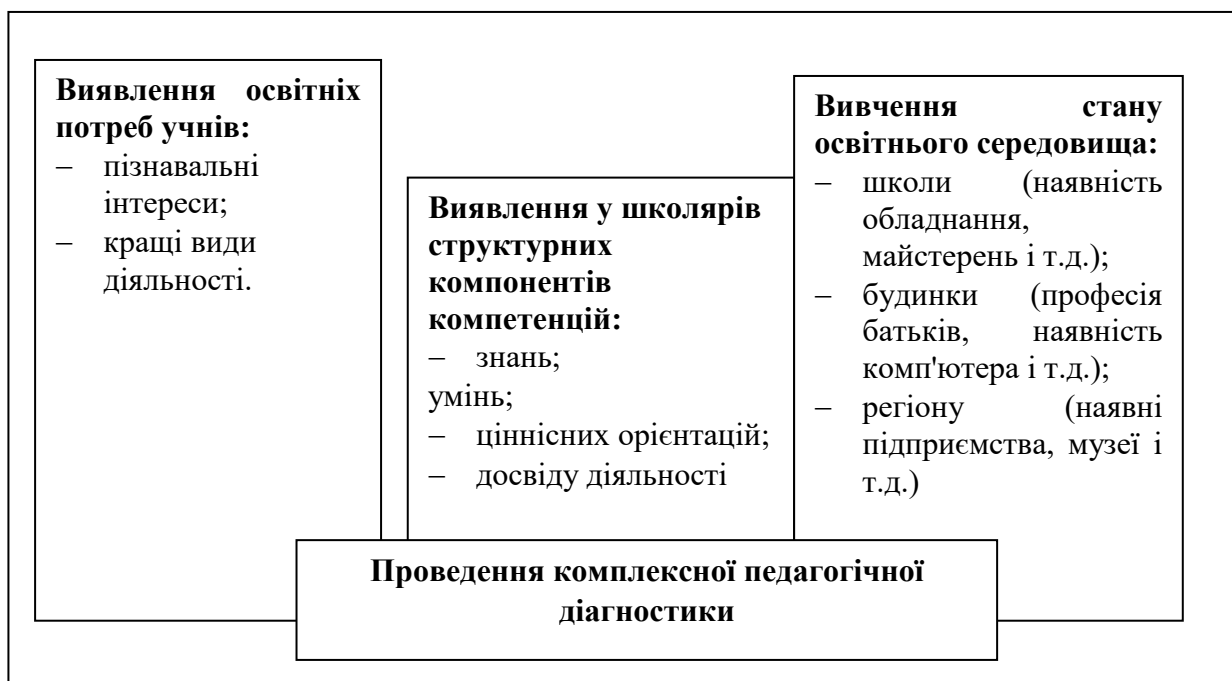 Виявлення освітніх
потреб учнів:
– пізнавальні
інтереси;
– кращі види
діяльності.
Виявлення у школярів
структурних
компонентів
компетенцій:
– знань;
умінь;
– ціннісних орієнтацій;
– досвіду діяльності
Вивчення стану
освітнього середовища:
– школи (наявність
обладнання,
майстерень і т.д.);
– будинки (професія
батьків, наявність
комп'ютера і т.д.);
– регіону (наявні
підприємства, музеї і
т.д.)
Проведення комплексної педагогічної
діагностики